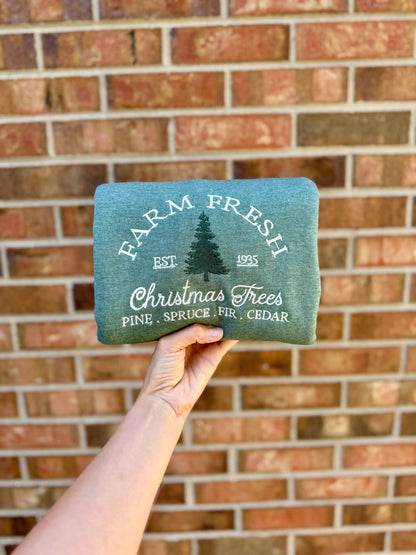 FARM FRESH
EST. 1935
Christmas Trees
PINE . SPRUCE . FIR . CEDAR